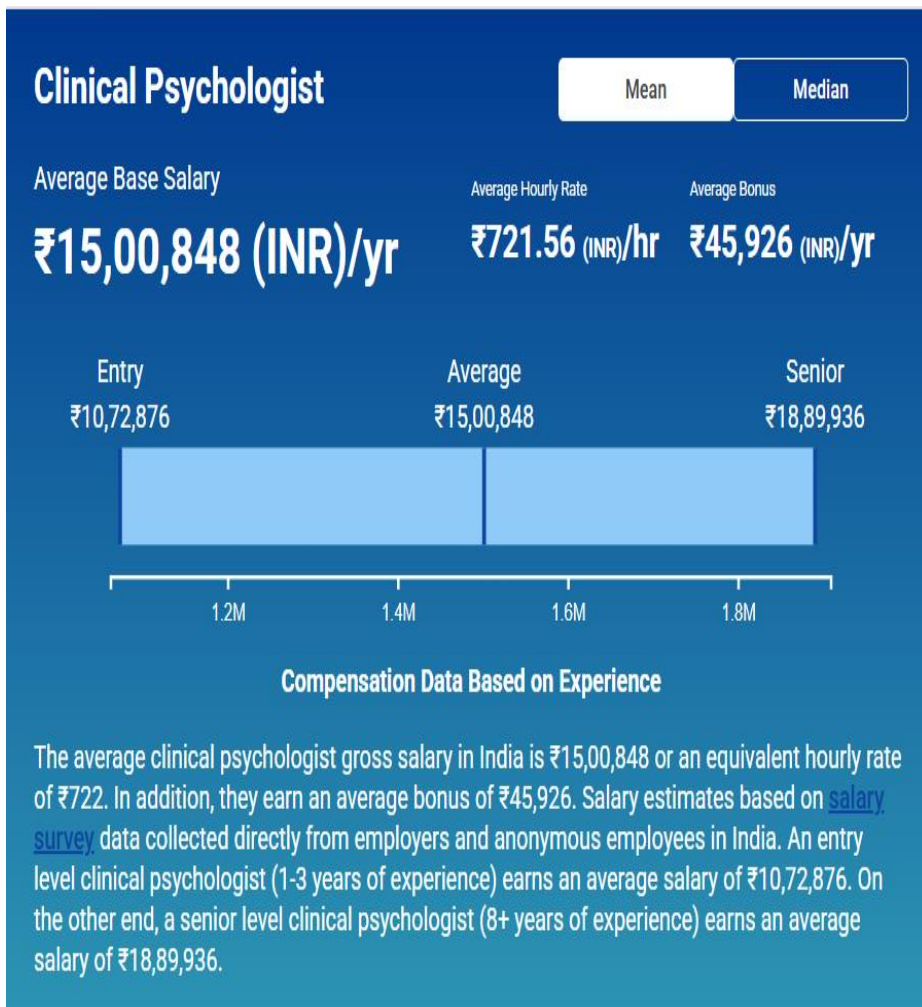 Clinical Psychologist
Mean
Median
Average Base Salary
Average Hourly Rate
Average Bonus
₹15,00,848 (INR)/yr
₹721.56 (INR)/hr
₹45,926 (INR)/yr
Entry
Average
Senior
₹10,72,876
₹15,00,848
₹18,89,936
1.2M
1.4M
1.6M
1.8M
Compensation Data Based on Experience
The average clinical psychologist gross salary in India is ₹15,00,848 or an equivalent hourly rate
of ₹722. In addition, they earn an average bonus of ₹45,926. Salary estimates based on salary
survey data collected directly from employers and anonymous employees in India. An entry
level clinical psychologist (1-3 years of experience) earns an average salary of ₹10,72,876. On
the other end, a senior level clinical psychologist (8+ years of experience) earns an average
salary of ₹18,89,936.